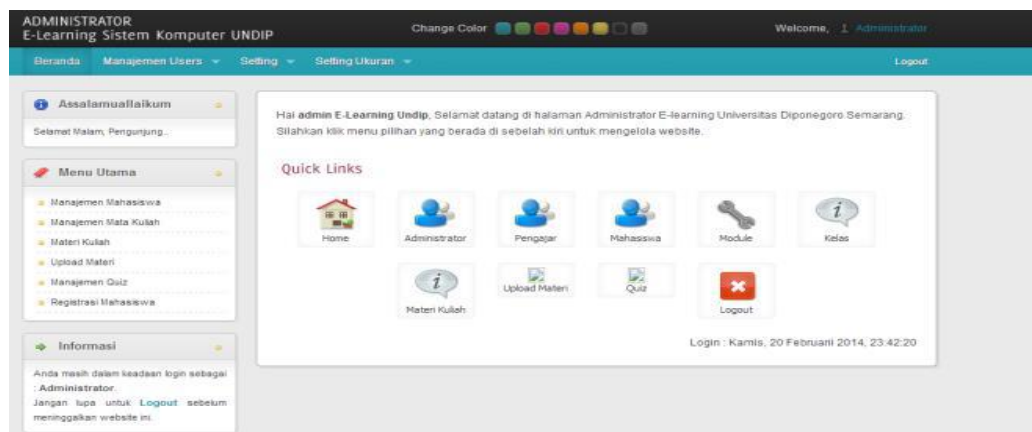 ADMINISTRATOR
E-Learning Sistem Komputer UNDIP
Change Color
Welcome, Administrator
Beranda Manajemen Users Setting Setting Ukuran Logout
Assalamuallaikum
Selamat Malam, Pengunjung..
Menu Utama
Manajemen Mahasiswa
Manajemen Mata Kuliah
Materi Kuliah
Upload Materi
Manajemen Quiz
Registrasi Mahasiswa
Informasi
Anda masih dalam keadaan login sebagai
: Administrator.
Jangan lupa untuk Logout sebelum
meninggalkan website ini.
Hai admin E-Learning Undip, Selamat datang di halaman Administrator E-learning Universitas Diponegoro Semarang.
Silahkan klik menu pilihan yang berada di sebelah kiri untuk mengelola website.
Quick Links
Home Administrator Pengajar Mahasiswa Module Kelas
Materi Kuliah Upload Materi Quiz Logout
Login : Kamis, 20 Februari 2014, 23:42:20